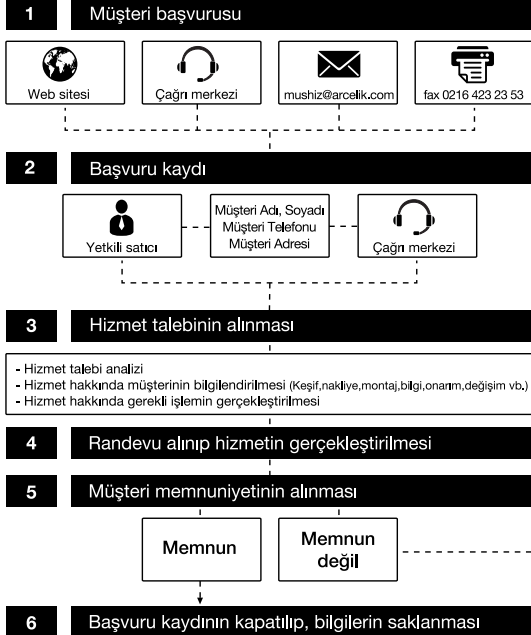 1 Müşteri başvurusu
Web sitesi
Çağrı merkezi
mushiz@arcelik.com
fax 0216 423 23 53
2 Başvuru kaydı
Yetkili satıcı
Müşteri Adı, Soyadı
Müşteri Telefonu
Müşteri Adresi
Çağrı merkezi
3 Hizmet talebinin alınması
- Hizmet talebi analizi
- Hizmet hakkında müşterinin bilgilendirilmesi (Keşif,nakliye,montaj,bilgi,onarım,değişim vb.)
- Hizmet hakkında gerekli işlemin gerçekleştirilmesi
4 Randevu alınıp hizmetin gerçekleştirilmesi
5 Müşteri memnuniyetinin alınması
Memnun
Memnun
değil
6 Başvuru kaydının kapatılıp, bilgilerin saklanması